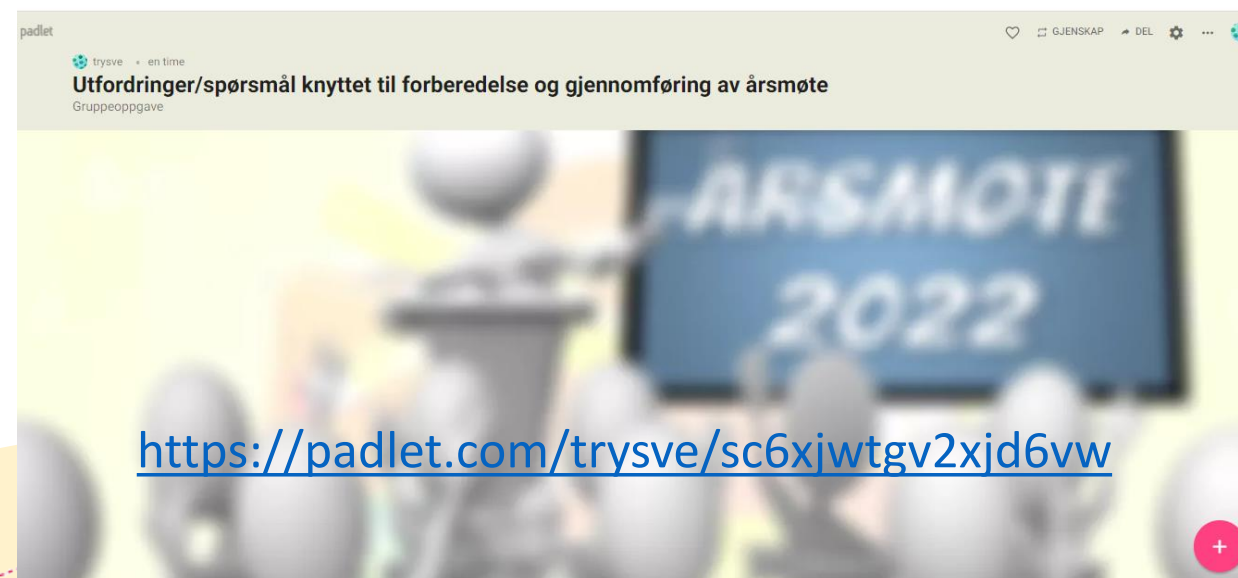 padlet
GJENSKAP DEL
trysve • en time
Utfordringer/spørsmål knyttet til forberedelse og gjennomføring av årsmøte
Gruppeoppgave
ÅRSMØTE
2022
https://padlet.com/trysve/sc6xjwtgv2xjd6vw